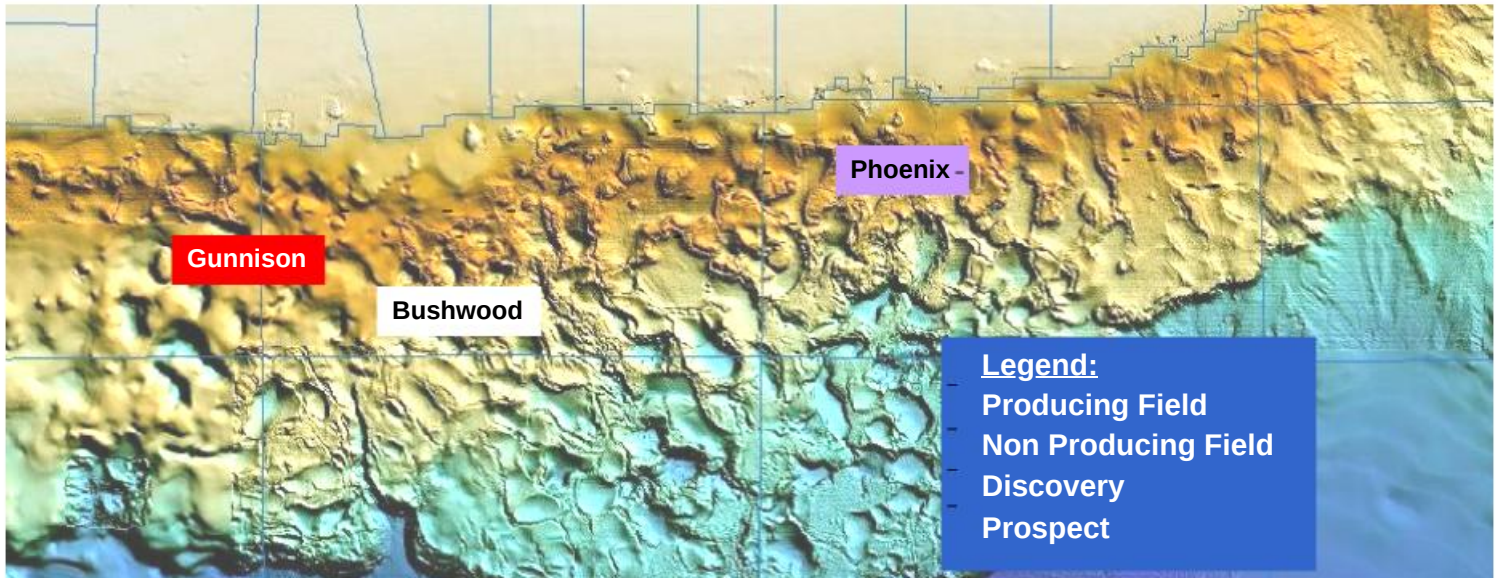 Phoenix
Gunnison
Bushwood
Legend:
Producing Field
Non Producing Field
Discovery
Prospect